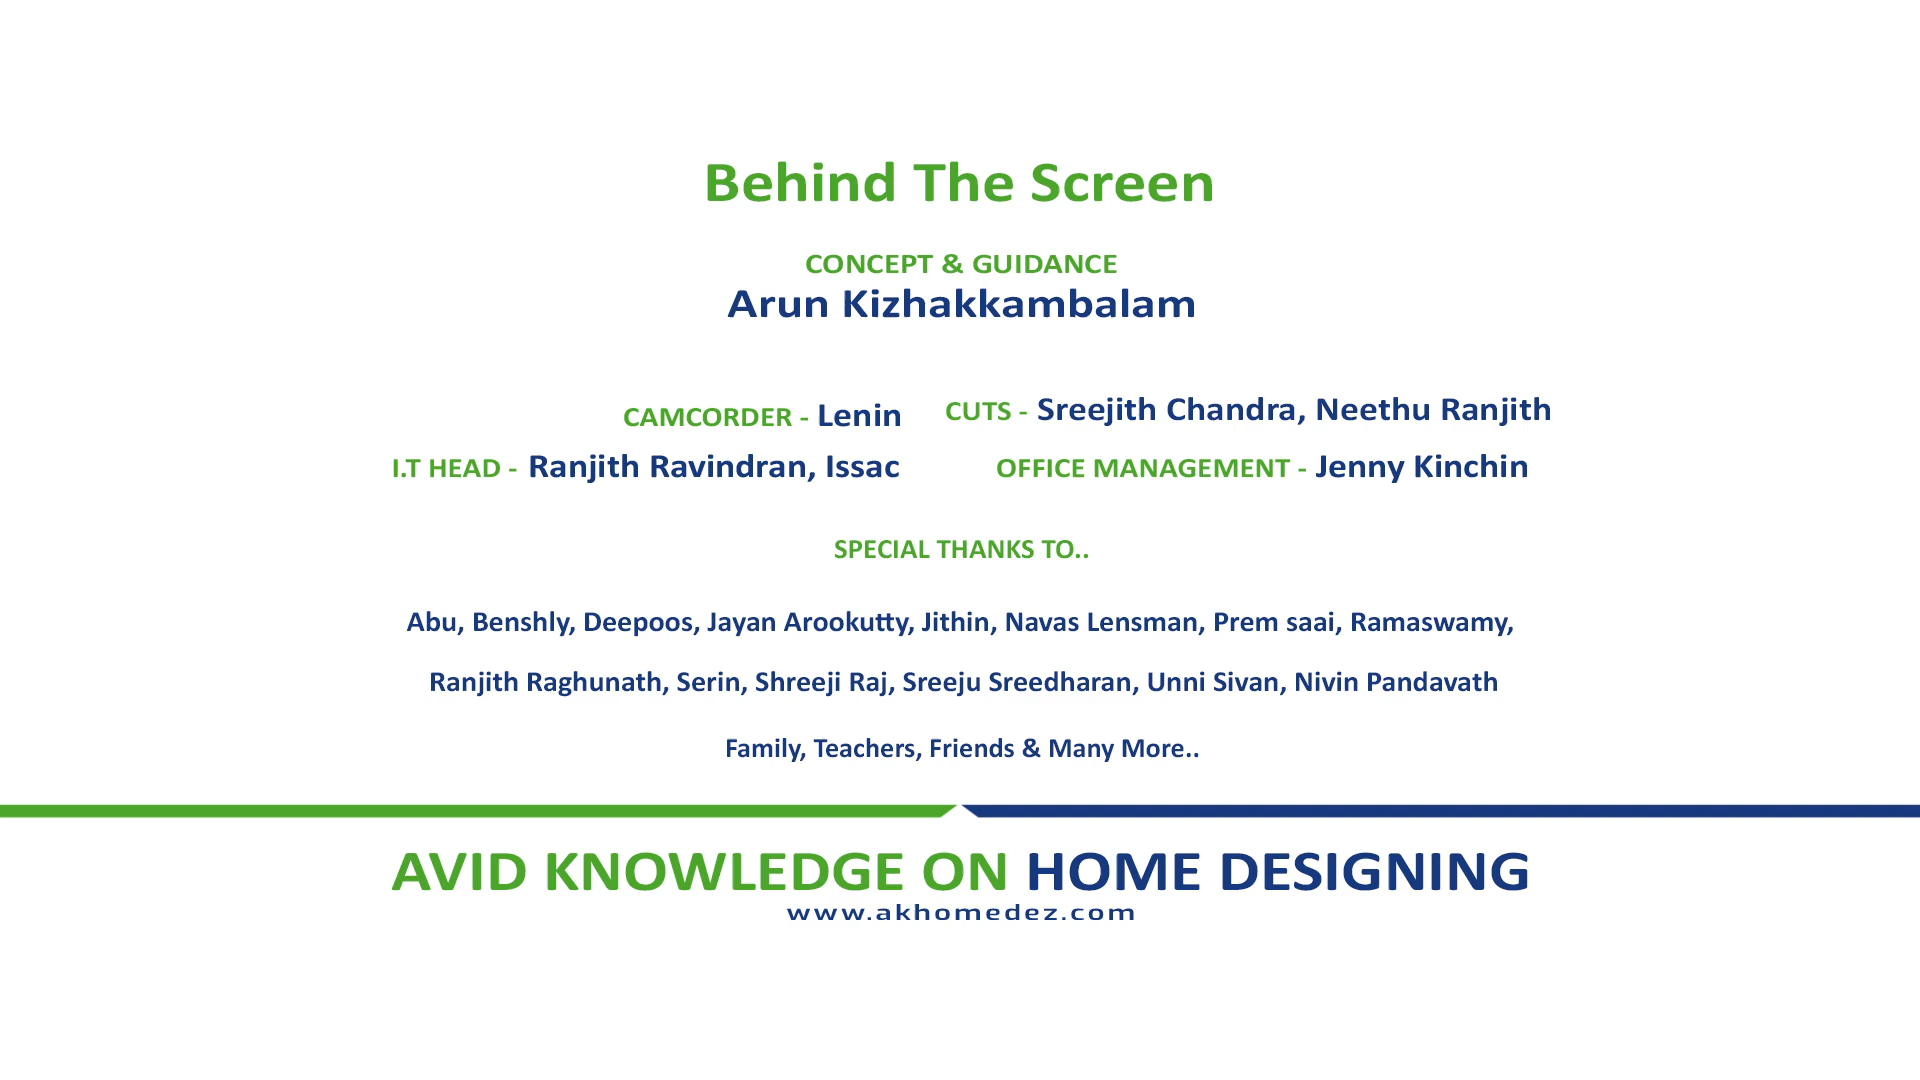 Behind The Screen
CONCEPT & GUIDANCE
Arun Kizhakkambalam
CAMCORDER - Lenin
CUTS - Sreejith Chandra, Neethu Ranjith
I.T HEAD - Ranjith Ravindran, Issac
OFFICE MANAGEMENT - Jenny Kinchin
SPECIAL THANKS TO..
Abu, Benshly, Deepoos, Jayan Arookutty, Jithin, Navas Lensman, Prem saai, Ramaswamy,
Ranjith Raghunath, Serin, Shreeji Raj, Sreeju Sreedharan, Unni Sivan, Nivin Pandavath
Family, Teachers, Friends & Many More..
AVID KNOWLEDGE ON HOME DESIGNING
www.akhomedez.com